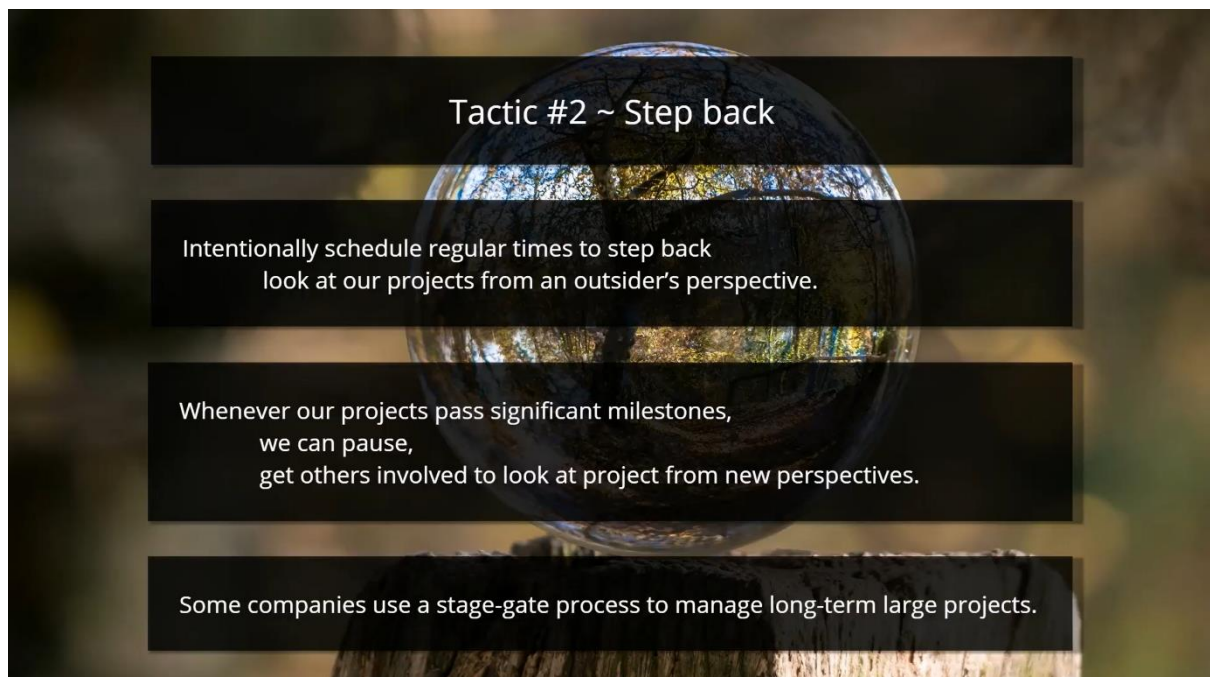 Tactic #2 ~ Step back
Intentionally schedule regular times to step back
look at our projects from an outsider’s perspective.
Whenever our projects pass significant milestones,
we can pause,
get others involved to look at project from new perspectives.
Some companies use a stage-gate process to manage long-term large projects.